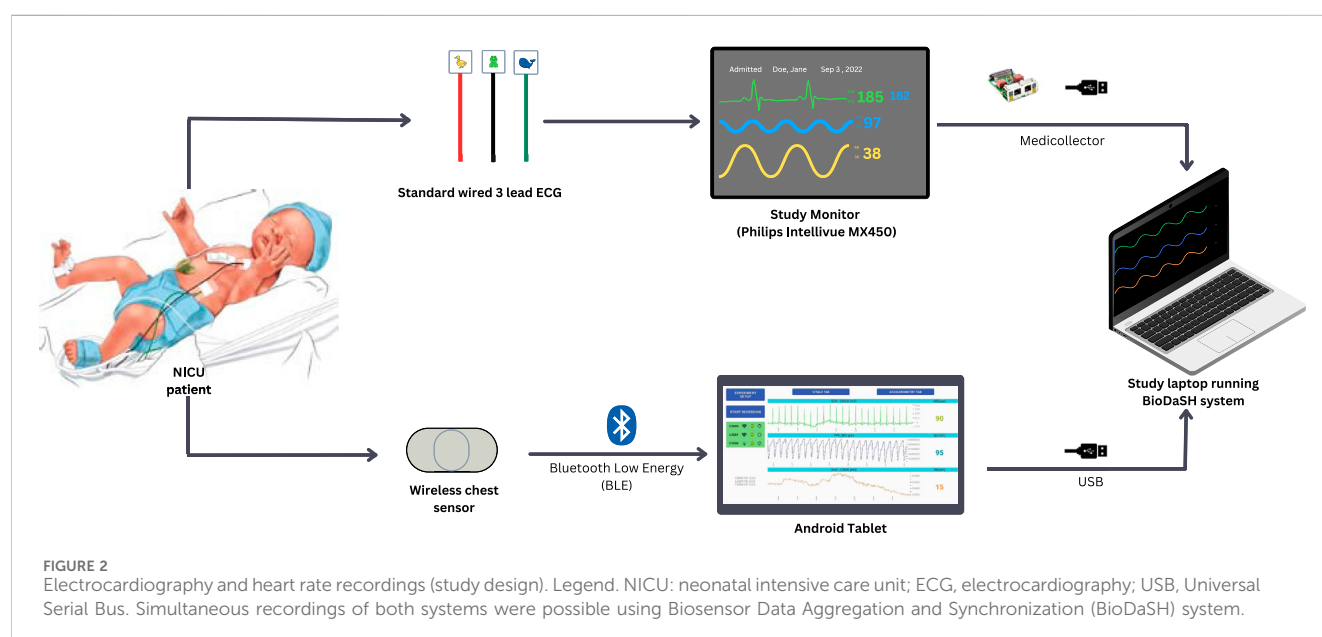 Admitted Doe, Jane Sep 3 , 2022
185 182
97
38
Medicollector
Standard wired 3 lead ECG
Study Monitor
(Philips Intellivue MX450)
NICU
patient
Study laptop running
BioDaSH system
EXPERIMENT
SETUP
START RECORDING
90
95
15
Bluetooth Low Energy
(BLE)
USB
Wireless chest
sensor
Android Tablet
FIGURE 2
Electrocardiography and heart rate recordings (study design). Legend. NICU: neonatal intensive care unit; ECG, electrocardiography; USB, Universal
Serial Bus. Simultaneous recordings of both systems were possible using Biosensor Data Aggregation and Synchronization (BioDaSH) system.